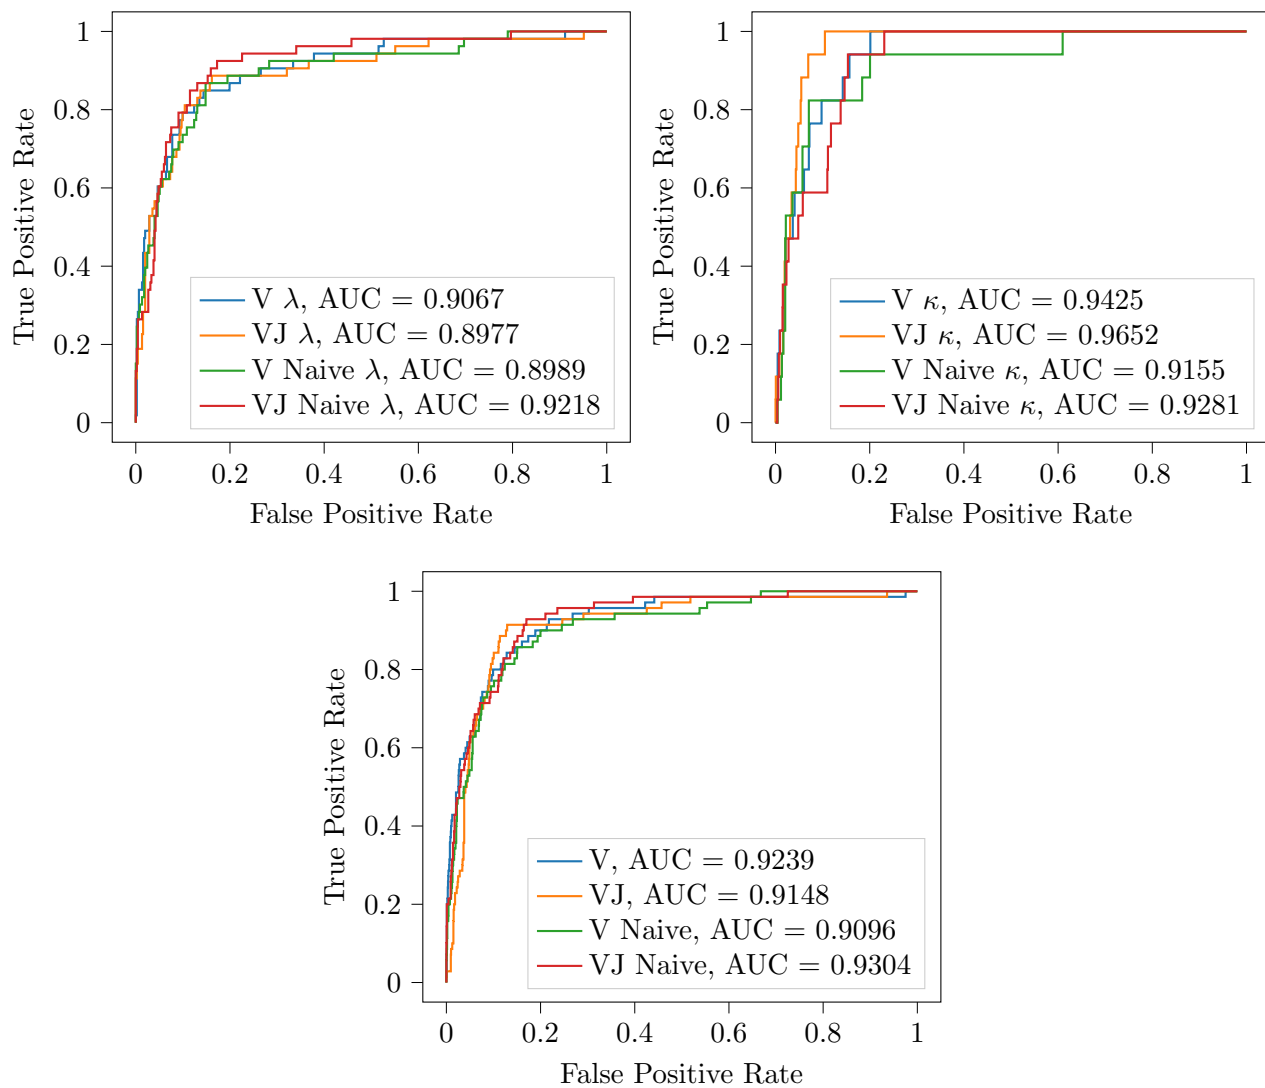 1
0.8
0.6
0.4
0.2
0
True Positive Rate
V λ, AUC = 0.9067
VJ λ, AUC = 0.8977
V Naive λ, AUC = 0.8989
VJ Naive λ, AUC = 0.9218
0 0.2 0.4 0.6 0.8 1
False Positive Rate
1
0.8
0.6
0.4
0.2
0
True Positive Rate
V κ, AUC = 0.9425
VJ κ, AUC = 0.9652
V Naive κ, AUC = 0.9155
VJ Naive κ, AUC = 0.9281
0 0.2 0.4 0.6 0.8 1
False Positive Rate
1
0.8
0.6
0.4
0.2
0
True Positive Rate
V, AUC = 0.9239
VJ, AUC = 0.9148
V Naive, AUC = 0.9096
VJ Naive, AUC = 0.9304
0 0.2 0.4 0.6 0.8 1
False Positive Rate